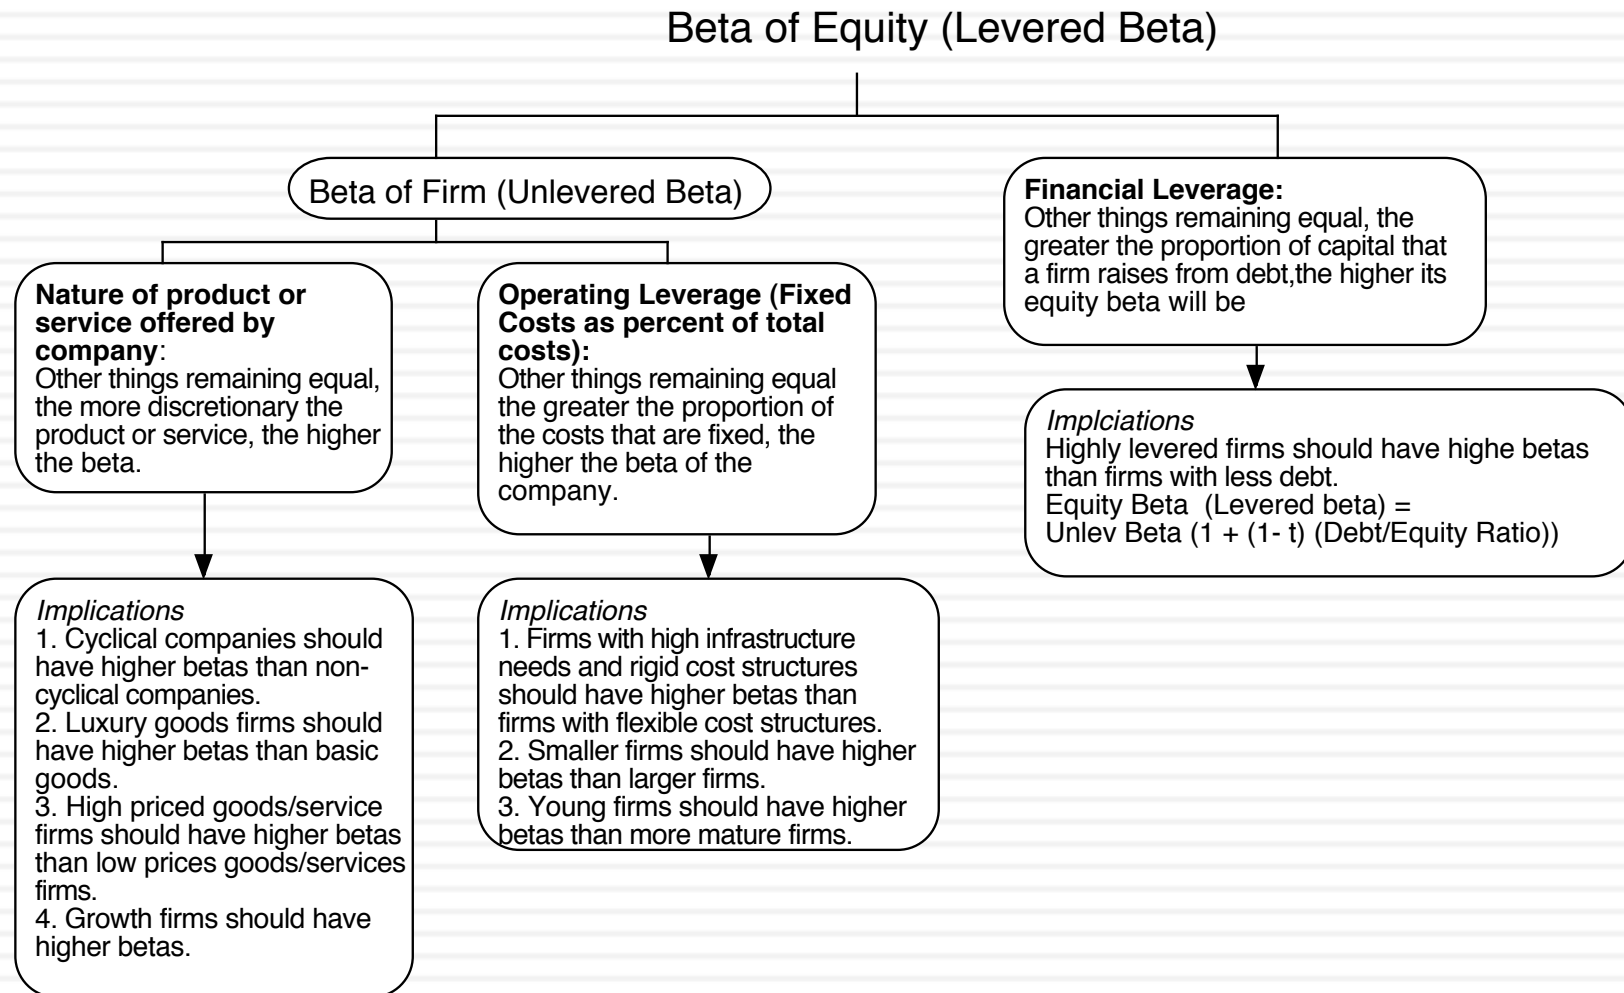 Beta of Equity (Levered Beta)
Beta of Firm (Unlevered Beta)
Nature of product or
service offered by
company:
Other things remaining equal,
the more discretionary the
product or service, the higher
the beta.
Implications
1. Cyclical companies should
have higher betas than non-
cyclical companies.
2. Luxury goods firms should
have higher betas than basic
goods.
3. High priced goods/service
firms should have higher betas
than low prices goods/services
firms.
4. Growth firms should have
higher betas.
Operating Leverage (Fixed
Costs as percent of total
costs):
Other things remaining equal
the greater the proportion of
the costs that are fixed, the
higher the beta of the
company.
Implications
1. Firms with high infrastructure
needs and rigid cost structures
should have higher betas than
firms with flexible cost structures.
2. Smaller firms should have higher
betas than larger firms.
3. Young firms should have higher
betas than more mature firms.
Financial Leverage:
Other things remaining equal, the
greater the proportion of capital that
a firm raises from debt,the higher its
equity beta will be
Implciations
Highly levered firms should have highe betas
than firms with less debt.
Equity Beta  (Levered beta) =
Unlev Beta (1 + (1- t) (Debt/Equity Ratio))